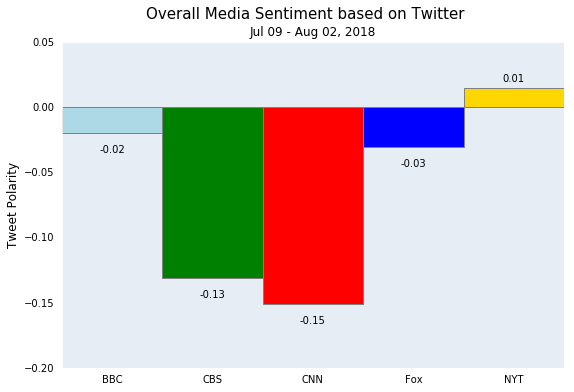 Overall Media Sentiment based on Twitter
Jul 09 - Aug 02, 2018
Tweet Polarity
0.05
0.00
−0.05
−0.10
−0.15
−0.20
-0.02
-0.13
-0.15
-0.03
0.01
BBC
CBS
CNN
Fox
NYT